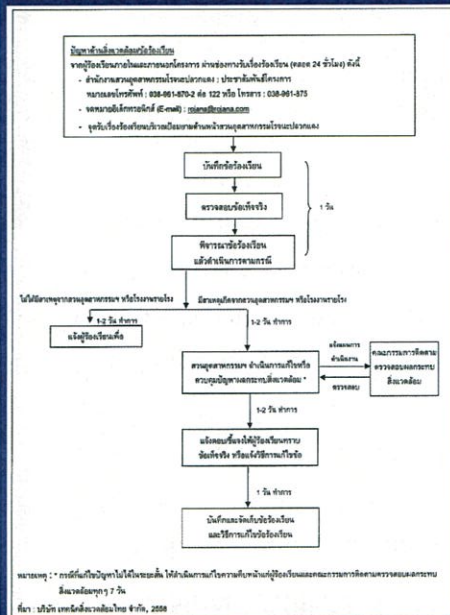 ปัญหาด้านสิ่งแวดล้อม/ข้อร้องเรียน
จากผู้ร้องเรียนภายในและภายนอกโครงการ ผ่านช่องทางรับเรื่องร้องเรียน (ตลอด 24 ชั่วโมง) ดังนี้
- สำนักงานสวนอุตสาหกรรมโรจนะปลวกแดง : ประชาสัมพันธ์โครงการ
หมายเลขโทรศัพท์ : 038-961-870-2 ต่อ 122 หรือ โทรสาร : 038-961-875
- จดหมายอิเล็กทรอนิกส์ (E-mail) : rojana@rojana.com
- จุดรับเรื่องร้องเรียนบริเวณป้อมยามด้านหน้าสวนอุตสาหกรรมโรจนะปลวกแดง
บันทึกข้อร้องเรียน
ตรวจสอบข้อเท็จจริง
1 วัน
พิจารณาข้อร้องเรียน
แล้วดำเนินการตามกรณี
ไม่ได้มีสาเหตุจากสวนอุตสาหกรรมฯ หรือโรงงานรายโรง
มีสาเหตุเกิดจากสวนอุตสาหกรรมฯ หรือโรงงานรายโรง
1-2 วัน ทำการ
1-2 วัน ทำการ
แจ้งผู้ร้องเรียนเพื่อ
สวนอุตสาหกรรมฯ ดำเนินการแก้ไขหรือ
ควบคุมปัญหาผลกระทบสิ่งแวดล้อม *
แจ้งผลการ
ดำเนินงาน
ตรวจสอบ
คณะกรรมการติดตาม
ตรวจสอบผลกระทบ
สิ่งแวดล้อม
1-2 วัน ทำการ
แจ้งตอบ/ชี้แจงให้ผู้ร้องเรียนทราบ
ข้อเท็จจริง หรือแจ้งวิธีการแก้ไขข้อ
1 วัน ทำการ
บันทึกและจัดเก็บข้อร้องเรียน
และวิธีการแก้ไขข้อร้องเรียน
หมายเหตุ : * กรณีที่แก้ไขปัญหาไม่ได้ในระยะสั้น ให้ดำเนินการแจ้งความคืบหน้าแก่ผู้ร้องเรียนและคณะกรรมการติดตามตรวจสอบผลกระทบ
สิ่งแวดล้อมทุกๆ 7 วัน
ที่มา : บริษัท เทคนิคสิ่งแวดล้อมไทย จำกัด, 2558